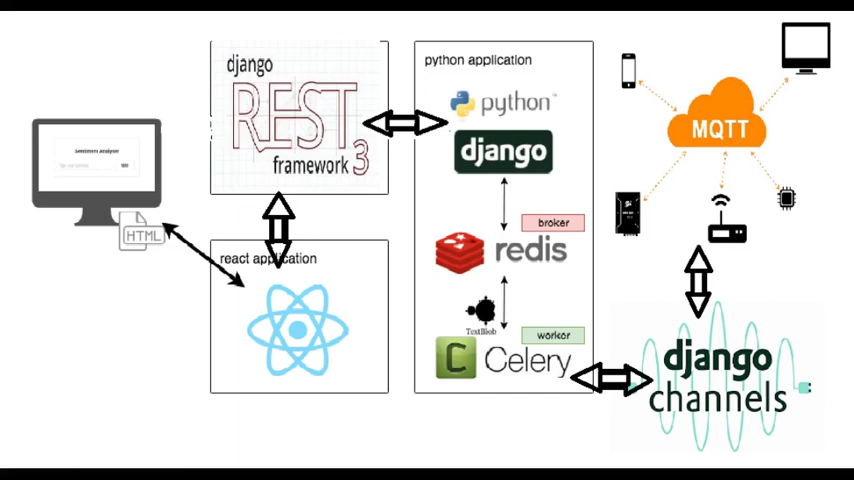 Sentiment Analyser
HTML
django
REST
framework 3
react application
python application
python™
django
broker
redis
TextBlob
worker
C Celery
MQTT
django
channels